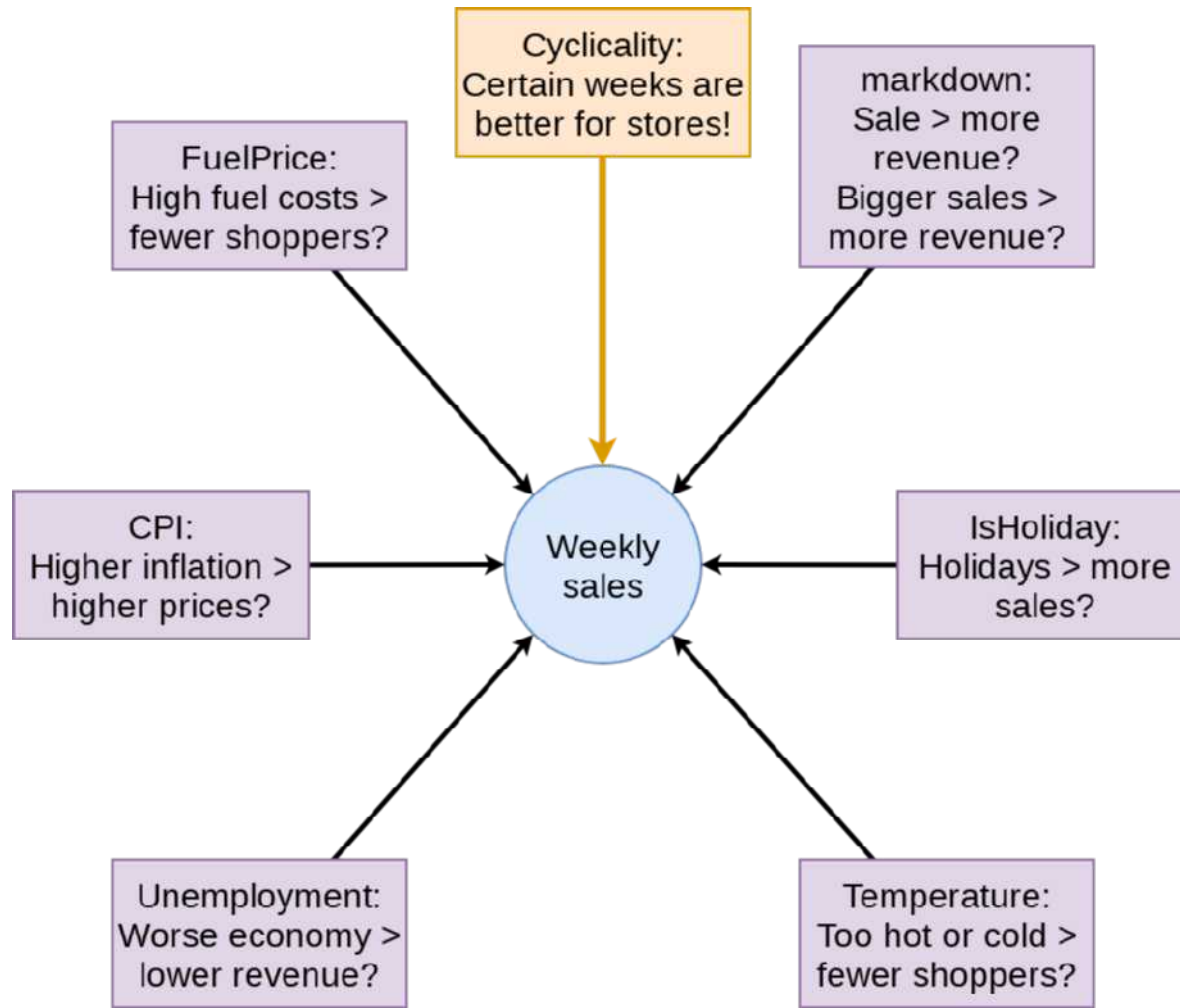 Cyclicality:
Certain weeks are
better for stores!
markdown:
Sale > more
revenue?
Bigger sales >
more revenue?
FuelPrice:
High fuel costs >
fewer shoppers?
CPI:
Higher inflation >
higher prices?
Weekly
sales
IsHoliday:
Holidays > more
sales?
Unemployment:
Worse economy >
lower revenue?
Temperature:
Too hot or cold >
fewer shoppers?